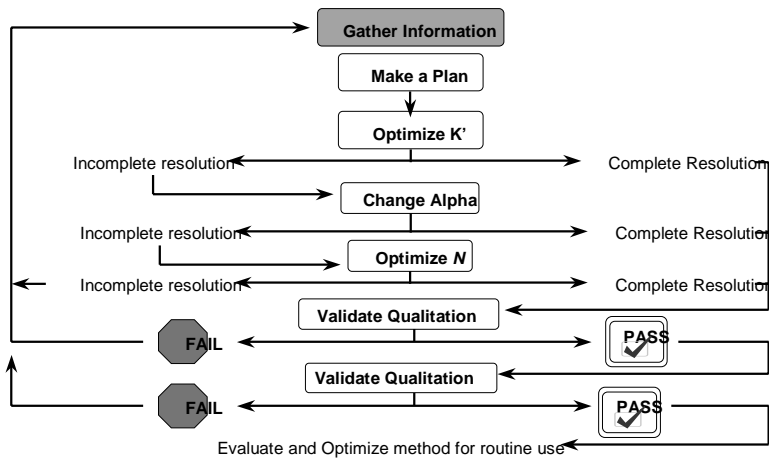 Gather Information
Make a Plan
Optimize K’
Incomplete resolution
Complete Resolution
Change Alpha
Incomplete resolution
Complete Resolution
Optimize N
Incomplete resolution
Complete Resolution
Validate Qualitation
FAIL
PASS
Validate Qualitation
FAIL
PASS
Evaluate and Optimize method for routine use